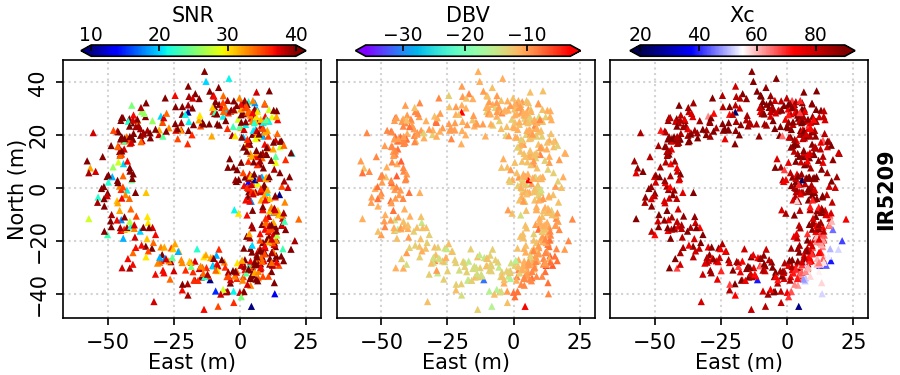 SNR DBV Xc
10 20 30 40 −30 −20 −10 20 40 60 80
40
20
0
−20
−40
North (m)
−50 −25 0 25 −50 −25 0 25 −50 −25 0 25
East (m) East (m) East (m)
IR5209